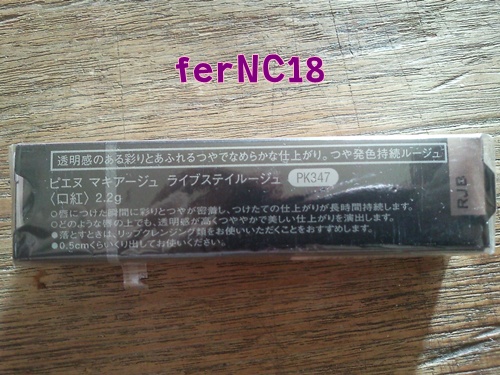 ferNC18
透明感のある彩りとあふれるつやでなめらかな仕上がり。つや発色持続ルージュ
ピエヌ マキアージュ ライブステイルージュ PK347
〈口紅〉2.2g
○唇につけた瞬間に彩りとつやが密着し、つけたての仕上がりが長時間持続します。
○どのような唇の上でも、透明感が高くつややかで美しい仕上がりを演出します。
●落とすときは、リップクレンジング類をお使いいただくことをおすすめします。
●0.5cmくらいくり出してお使いください。
RJB